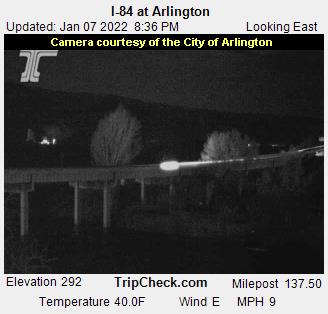 I-84 at Arlington
Updated: Jan 07 2022 8:36 PM Looking East
Camera courtesy of the City of Arlington
Elevation 292 TripCheck.com Milepost 137.50
Temperature 40.0F Wind E MPH 9